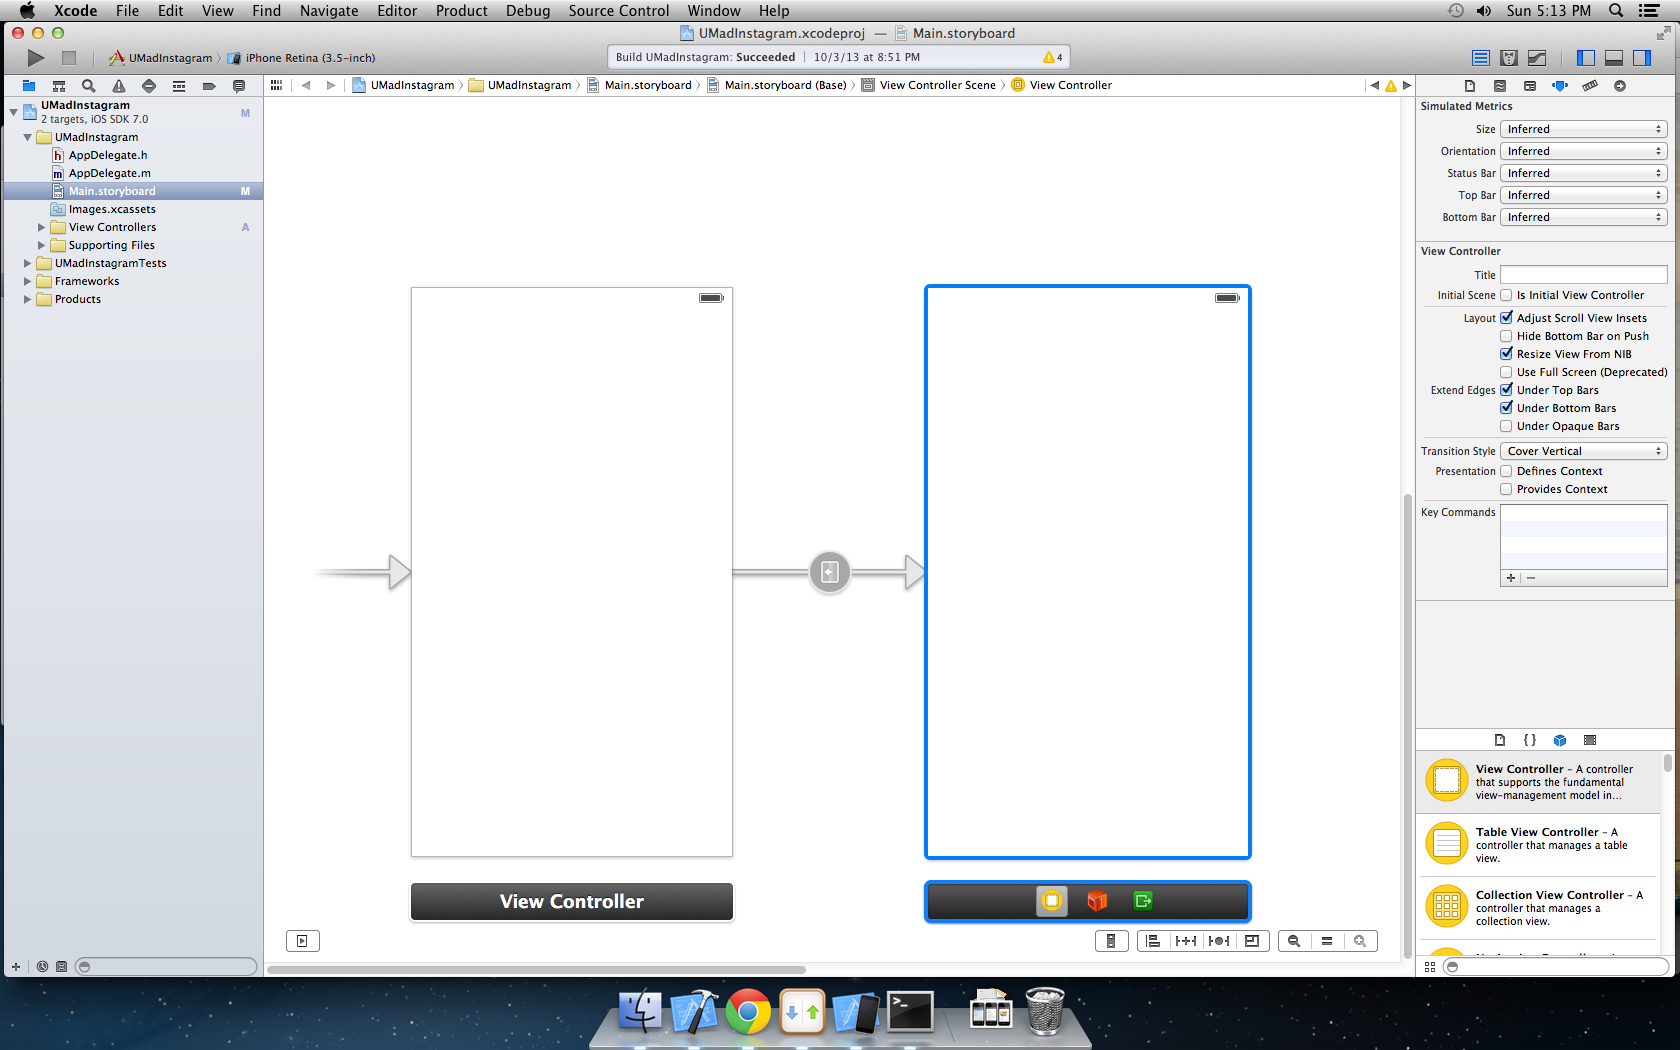 Xcode File Edit View Find Navigate Editor Product Debug Source Control Window Help Sun 5:13 PM
UMadInstagram.xcodeproj — Main.storyboard
UMadInstagram iPhone Retina (3.5-inch)
Build UMadInstagram: Succeeded | 10/3/13 at 8:51 PM 4
UMadInstagram UMadInstagram Main.storyboard Main.storyboard (Base) View Controller Scene View Controller
UMadInstagram M
2 targets, iOS SDK 7.0
UMadInstagram
h AppDelegate.h
m AppDelegate.m
Main.storyboard M
Images.xcassets
View Controllers A
Supporting Files
UMadInstagramTests
Frameworks
Products
View Controller
Simulated Metrics
Size Inferred
Orientation Inferred
Status Bar Inferred
Top Bar Inferred
Bottom Bar Inferred
View Controller
Title
Initial Scene Is Initial View Controller
Layout Adjust Scroll View Insets
Hide Bottom Bar on Push
Resize View From NIB
Use Full Screen (Deprecated)
Extend Edges Under Top Bars
Under Bottom Bars
Under Opaque Bars
Transition Style Cover Vertical
Presentation Defines Context
Provides Context
Key Commands
+ −
{ }
View Controller – A controller
that supports the fundamental
view-management model in...
Table View Controller – A
controller that manages a table
view.
Collection View Controller – A
controller that manages a
collection view.